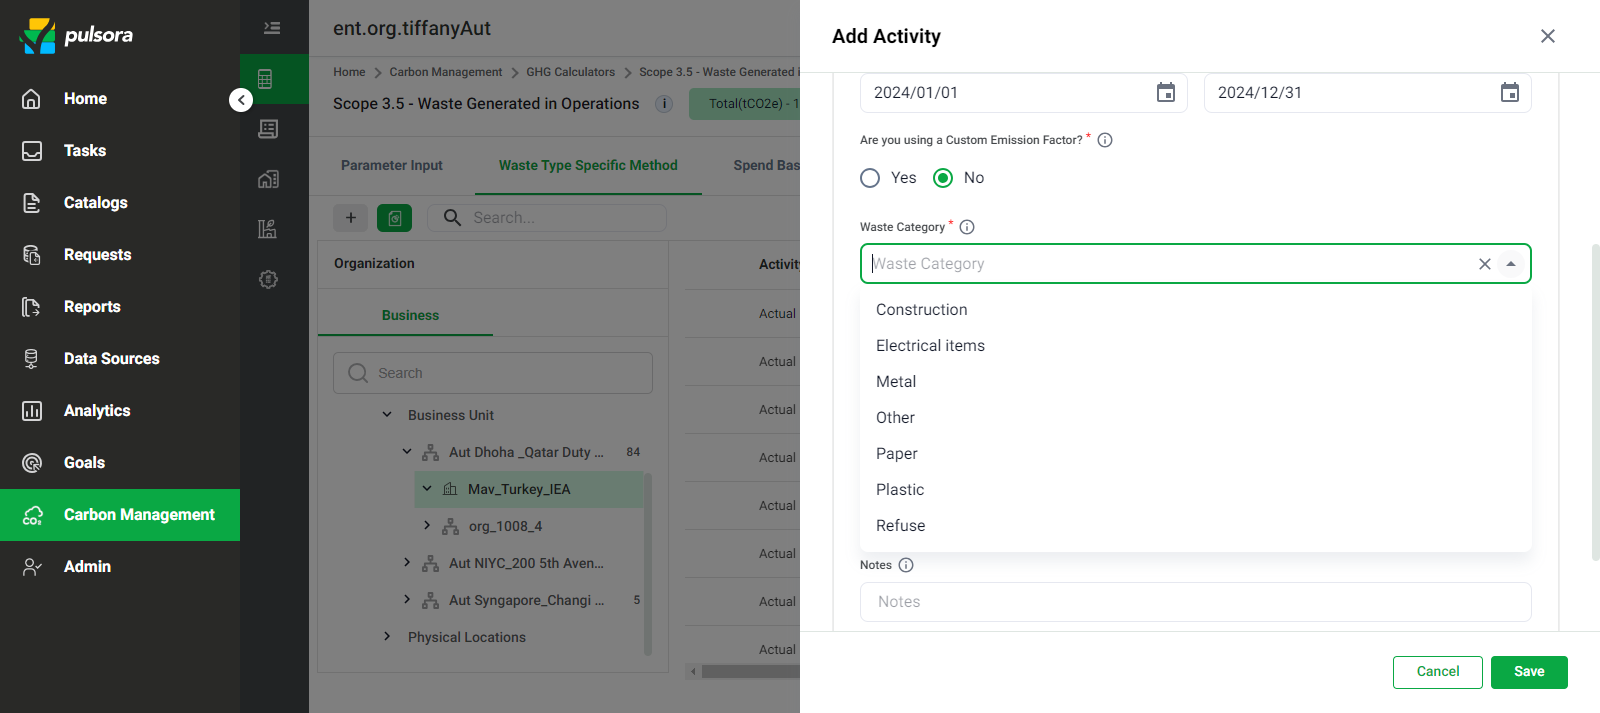 pulsora
Home
Tasks
Catalogs
Requests
Reports
Data Sources
Analytics
Goals
Carbon Management
Admin
ent.org.tiffanyAut
Home > Carbon Management > GHG Calculators > Scope 3.5 - Waste Generated i
Scope 3.5 - Waste Generated in Operations
Total(tCO2e) - 1
Parameter Input
Waste Type Specific Method
Spend Bas
Search...
Organization
Business
Search
Business Unit
Aut Dhoha _Qatar Duty ... 84
Mav_Turkey_IEA
org_1008_4
Aut NIYC_200 5th Aven...
Aut Syngapore_Changi ... 5
Physical Locations
Activity
Actual
Actual
Actual
Actual
Actual
Actual
Actual
Actual
Add Activity
2024/01/01
2024/12/31
Are you using a Custom Emission Factor? *
Yes
No
Waste Category *
Waste Category
Construction
Electrical items
Metal
Other
Paper
Plastic
Refuse
Notes
Notes
Cancel
Save